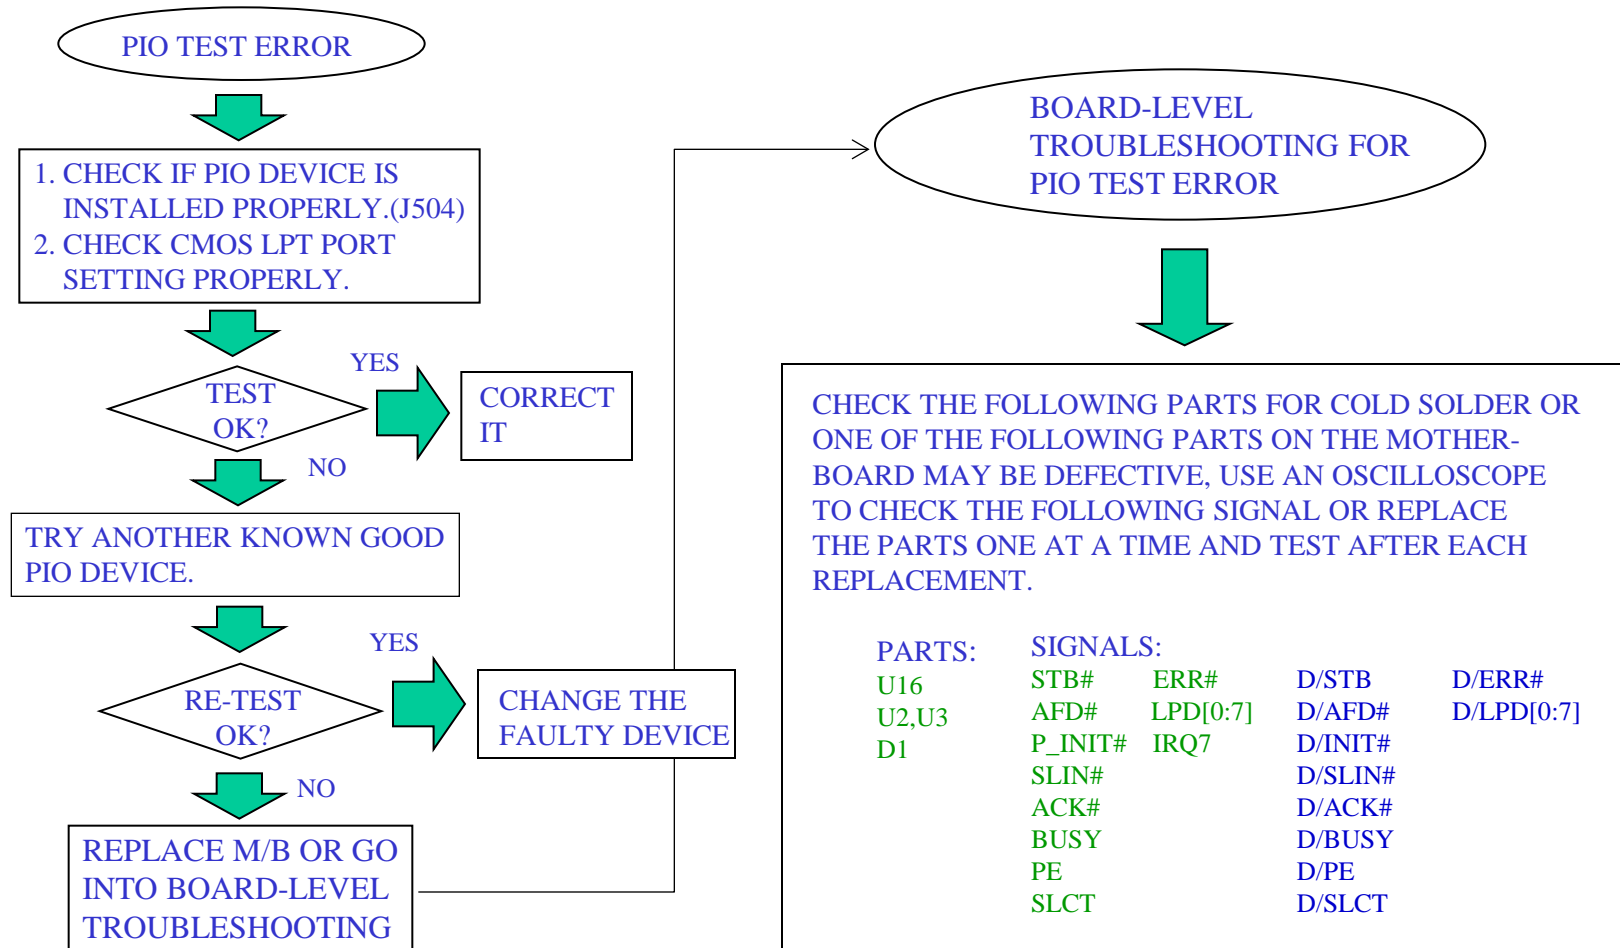 PIO TEST ERROR
1. CHECK IF PIO DEVICE IS
INSTALLED PROPERLY.(J504)
2. CHECK CMOS LPT PORT
SETTING PROPERLY.
TEST
OK?
YES
CORRECT
IT
NO
TRY ANOTHER KNOWN GOOD
PIO DEVICE.
RE-TEST
OK?
YES
CHANGE THE
FAULTY DEVICE
NO
REPLACE M/B OR GO
INTO BOARD-LEVEL
TROUBLESHOOTING
BOARD-LEVEL
TROUBLESHOOTING FOR
PIO TEST ERROR
CHECK THE FOLLOWING PARTS FOR COLD SOLDER OR
ONE OF THE FOLLOWING PARTS ON THE MOTHER-
BOARD MAY BE DEFECTIVE, USE AN OSCILLOSCOPE
TO CHECK THE FOLLOWING SIGNAL OR REPLACE
THE PARTS ONE AT A TIME AND TEST AFTER EACH
REPLACEMENT.
PARTS:
U16
U2,U3
D1
SIGNALS:
STB# ERR# D/STB D/ERR#
AFD# LPD[0:7] D/AFD# D/LPD[0:7]
P_INIT# IRQ7 D/INIT#
SLIN# D/SLIN#
ACK# D/ACK#
BUSY D/BUSY
PE D/PE
SLCT D/SLCT